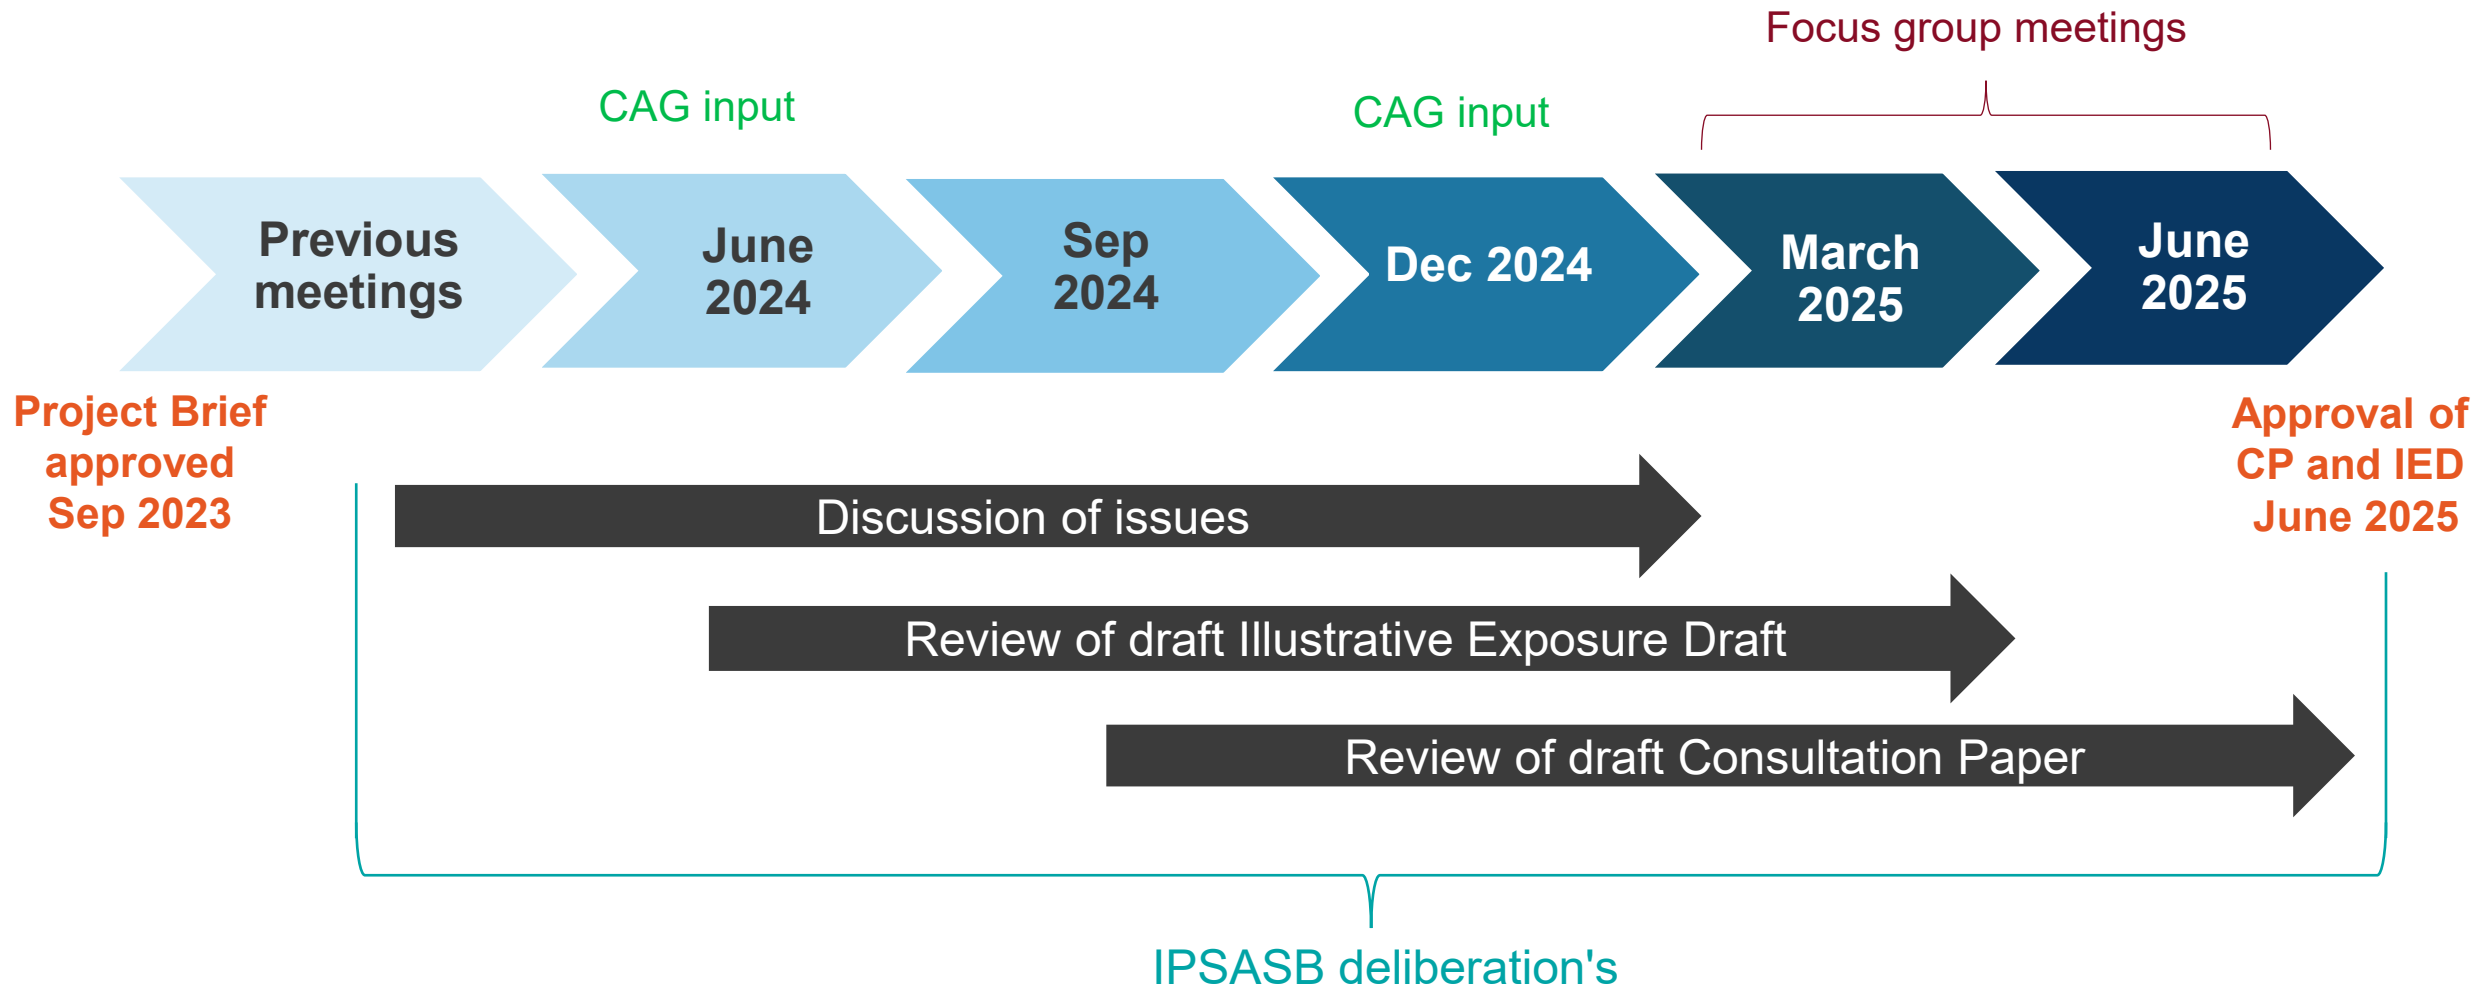 Focus group meetings
CAG input
CAG input
Previous
meetings
June
2024
Sep
2024
Dec 2024
March
2025
June
2025
Project Brief
approved
Sep 2023
Approval of
CP and IED
June 2025
Discussion of issues
Review of draft Illustrative Exposure Draft
Review of draft Consultation Paper
IPSASB deliberation's